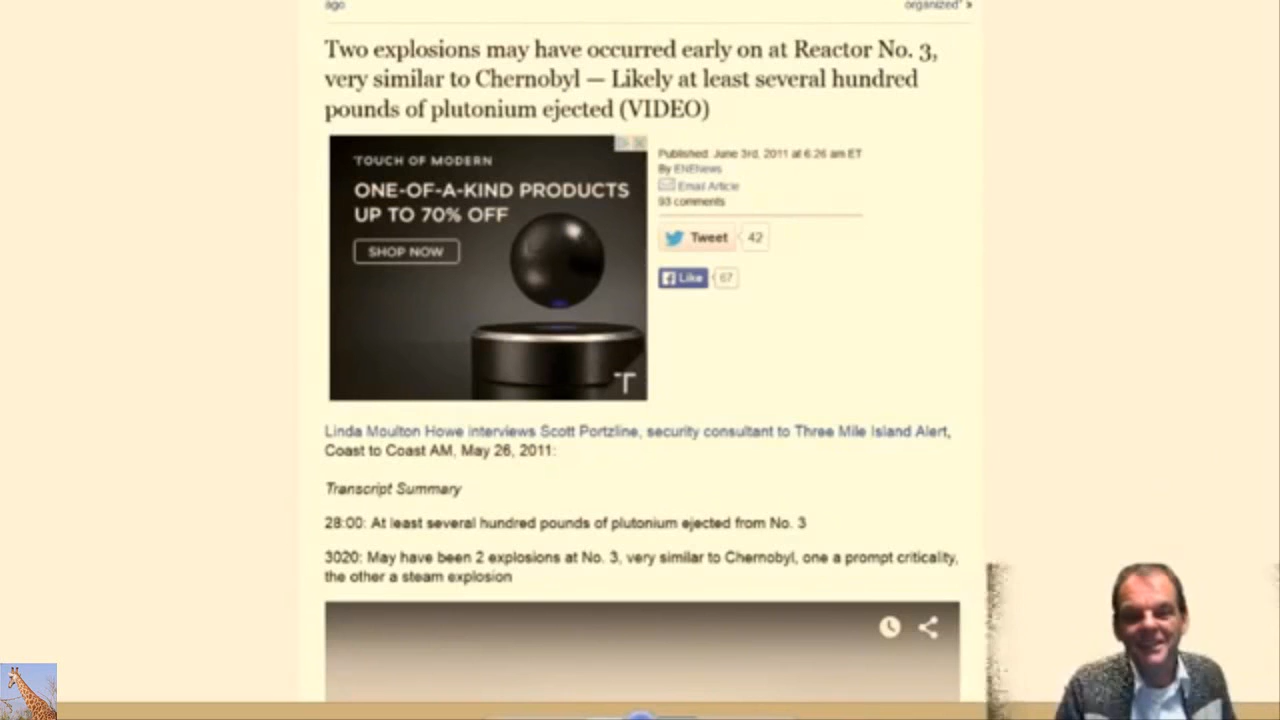 ago
organized" »
Two explosions may have occurred early on at Reactor No. 3,
very similar to Chernobyl — Likely at least several hundred
pounds of plutonium ejected (VIDEO)
TOUCH OF MODERN
ONE-OF-A-KIND PRODUCTS
UP TO 70% OFF
SHOP NOW
T
Published: June 3rd, 2011 at 6:26 am ET
By ENENews
Email Article
93 comments
Tweet 42
Like 67
Linda Moulton Howe interviews Scott Portzline, security consultant to Three Mile Island Alert,
Coast to Coast AM, May 26, 2011:
Transcript Summary
28:00: At least several hundred pounds of plutonium ejected from No. 3
3020: May have been 2 explosions at No. 3, very similar to Chernobyl, one a prompt criticality,
the other a steam explosion